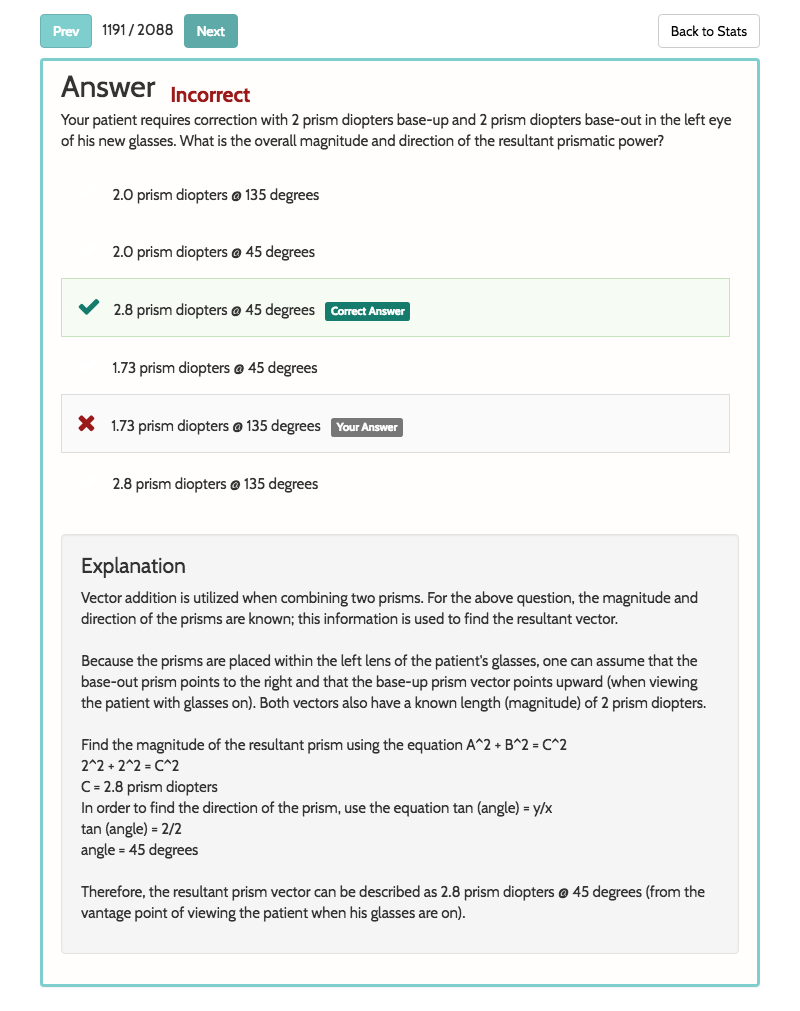 Prev 1191 / 2088 Next Back to Stats
Answer Incorrect
Your patient requires correction with 2 prism diopters base-up and 2 prism diopters base-out in the left eye
of his new glasses. What is the overall magnitude and direction of the resultant prismatic power?
2.0 prism diopters @ 135 degrees
2.0 prism diopters @ 45 degrees
2.8 prism diopters @ 45 degrees Correct Answer
1.73 prism diopters @ 45 degrees
1.73 prism diopters @ 135 degrees Your Answer
2.8 prism diopters @ 135 degrees
Explanation
Vector addition is utilized when combining two prisms. For the above question, the magnitude and
direction of the prisms are known; this information is used to find the resultant vector.
Because the prisms are placed within the left lens of the patient's glasses, one can assume that the
base-out prism points to the right and that the base-up prism vector points upward (when viewing
the patient with glasses on). Both vectors also have a known length (magnitude) of 2 prism diopters.
Find the magnitude of the resultant prism using the equation A^2 + B^2 = C^2
2^2 + 2^2 = C^2
C = 2.8 prism diopters
In order to find the direction of the prism, use the equation tan (angle) = y/x
tan (angle) = 2/2
angle = 45 degrees
Therefore, the resultant prism vector can be described as 2.8 prism diopters @ 45 degrees (from the
vantage point of viewing the patient when his glasses are on).